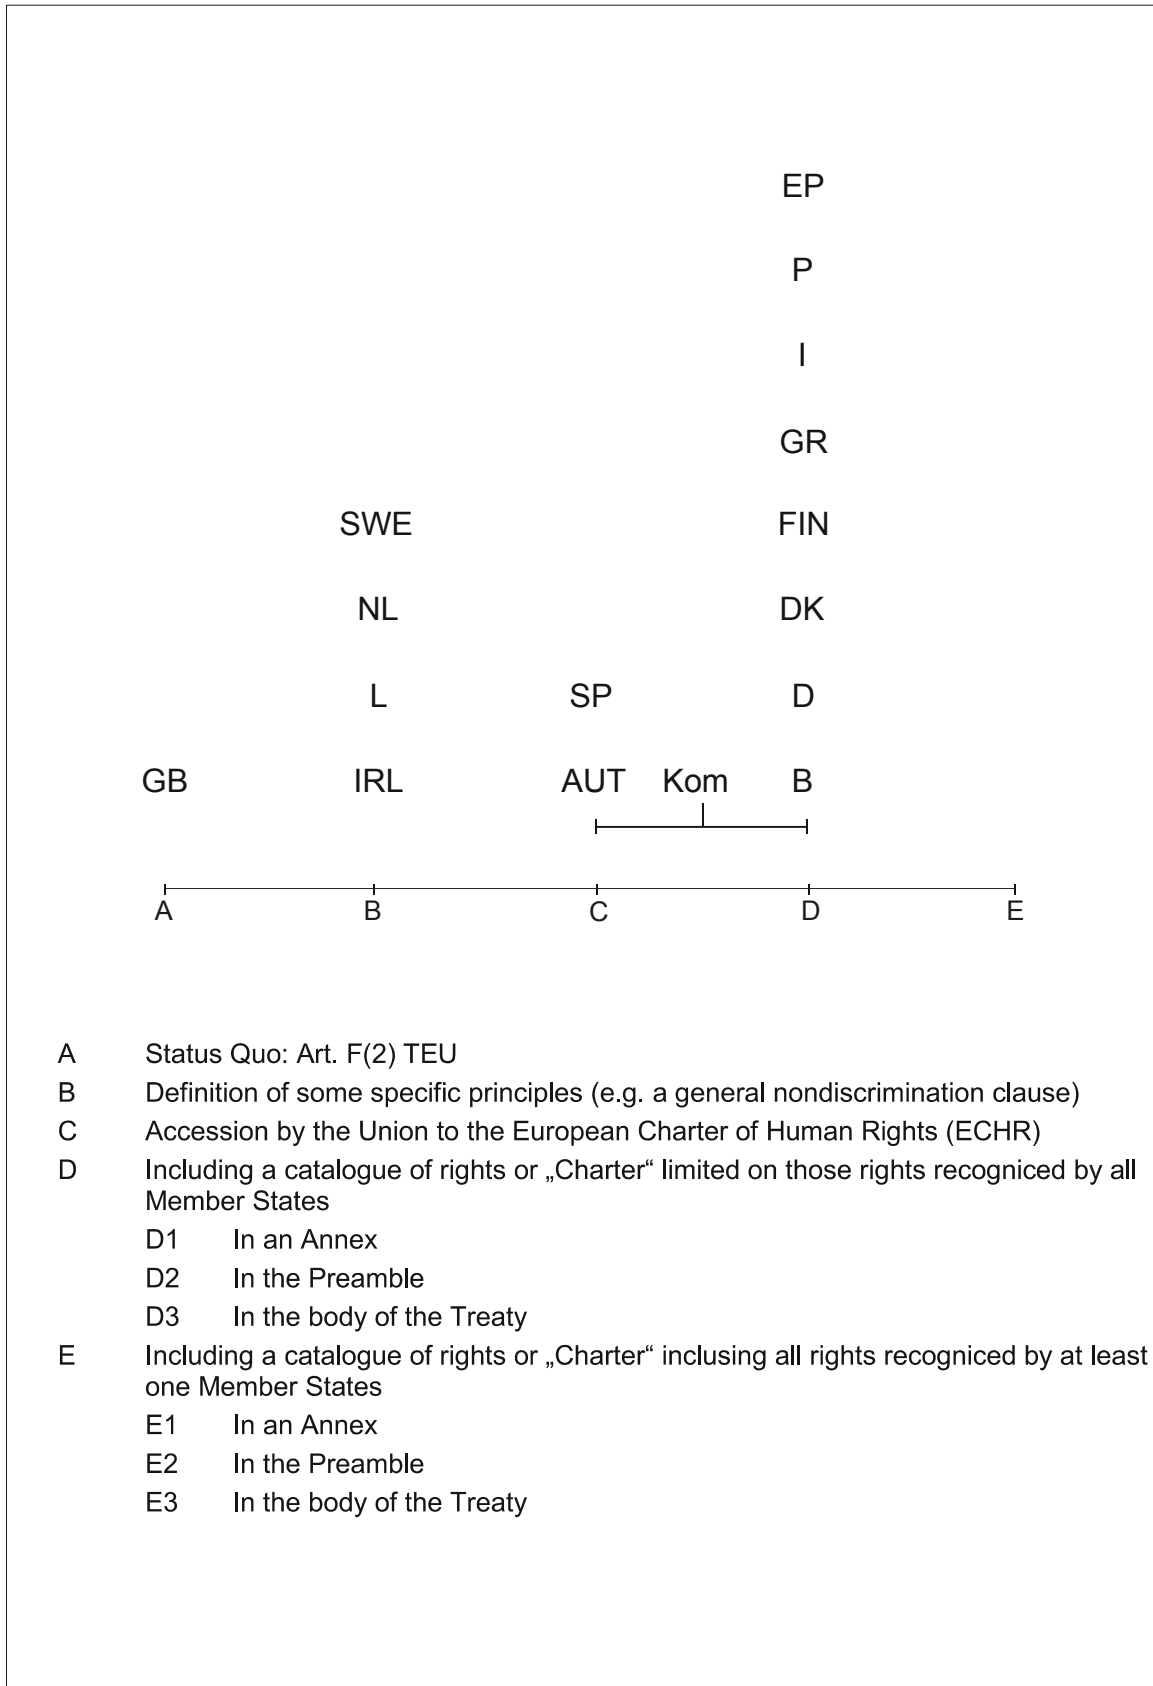 EP
P
I
GR
SWE FIN
NL DK
L SP D
GB IRL AUT Kom B
A B C D E
A Status Quo: Art. F(2) TEU
B Definition of some specific principles (e.g. a general nondiscrimination clause)
C Accession by the Union to the European Charter of Human Rights (ECHR)
D Including a catalogue of rights or „Charter“ limited on those rights recogniced by all
Member States
D1 In an Annex
D2 In the Preamble
D3 In the body of the Treaty
E Including a catalogue of rights or „Charter“ inclusing all rights recogniced by at least
one Member States
E1 In an Annex
E2 In the Preamble
E3 In the body of the Treaty